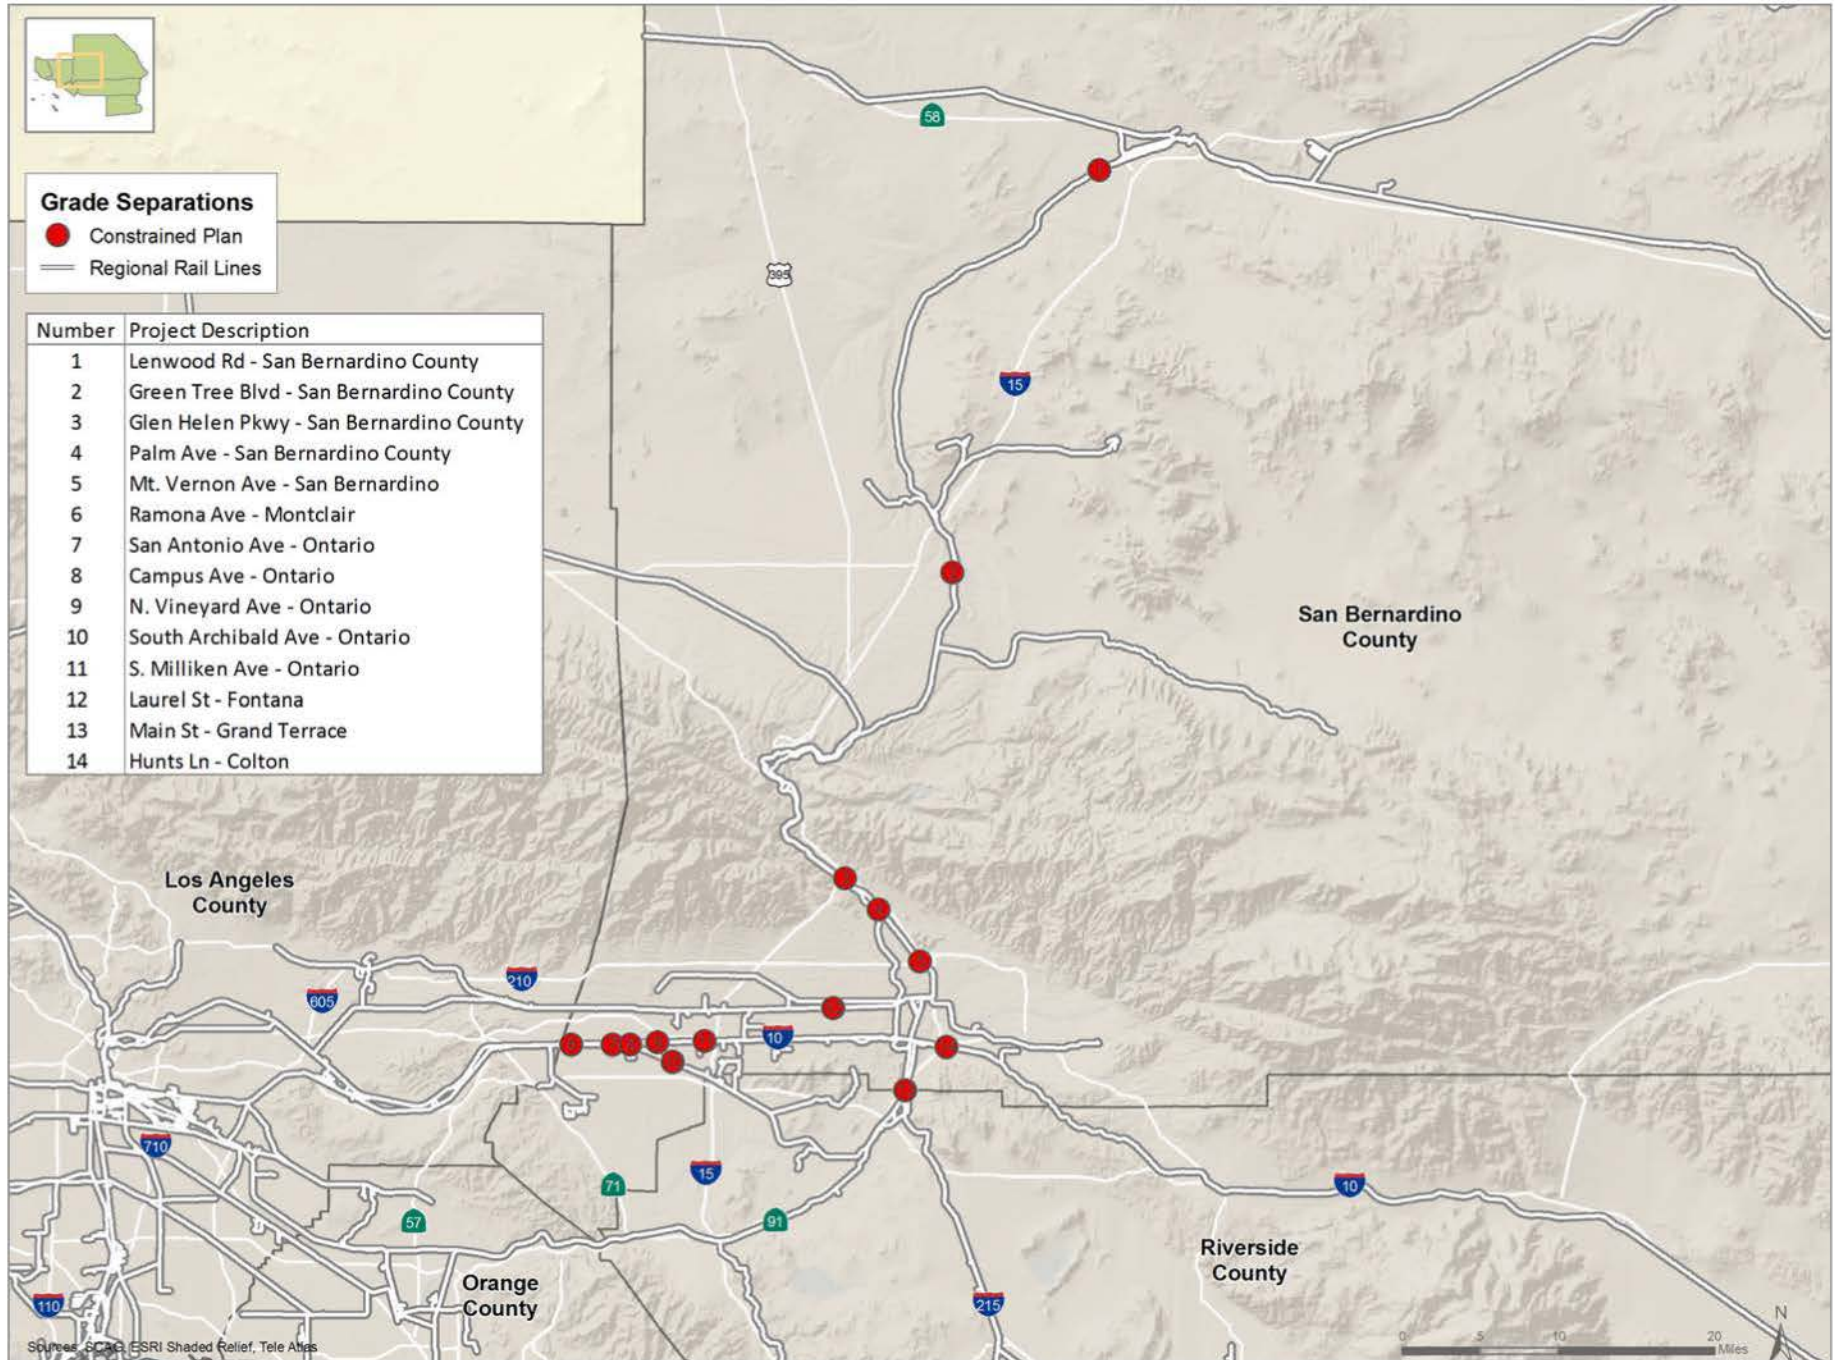 Grade Separations
Constrained Plan
Regional Rail Lines
Number Project Description
1 Lenwood Rd - San Bernardino County
2 Green Tree Blvd - San Bernardino County
3 Glen Helen Pkwy - San Bernardino County
4 Palm Ave - San Bernardino County
5 Mt. Vernon Ave - San Bernardino
6 Ramona Ave - Montclair
7 San Antonio Ave - Ontario
8 Campus Ave - Ontario
9 N. Vineyard Ave - Ontario
10 South Archibald Ave - Ontario
11 S. Milliken Ave - Ontario
12 Laurel St - Fontana
13 Main St - Grand Terrace
14 Hunts Ln - Colton
58
395
15
San Bernardino
County
Los Angeles
County
210
605
10
710
15
71
57
91
10
Riverside
County
Orange
County
110
215
N
0 5 10 20
Miles
Sources: SCAG, ESRI Shaded Relief, Tele Atlas